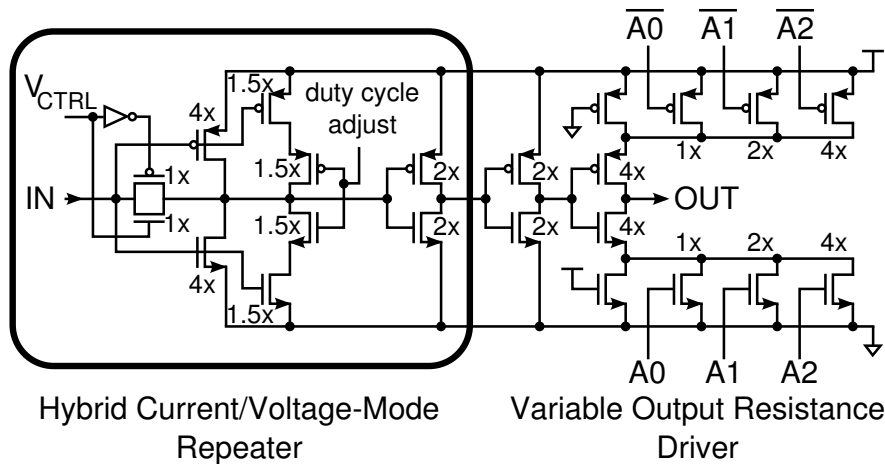 A0 A1 A2
1.5x
V
CTRL
4x
duty cycle
adjust
1x
1.5x
2x
2x
4x
1x 2x 4x
IN
OUT
1x
1.5x
2x
2x
4x
1x 2x 4x
4x
1.5x
A0 A1 A2
Hybrid Current/Voltage-Mode
Repeater
Variable Output Resistance
Driver